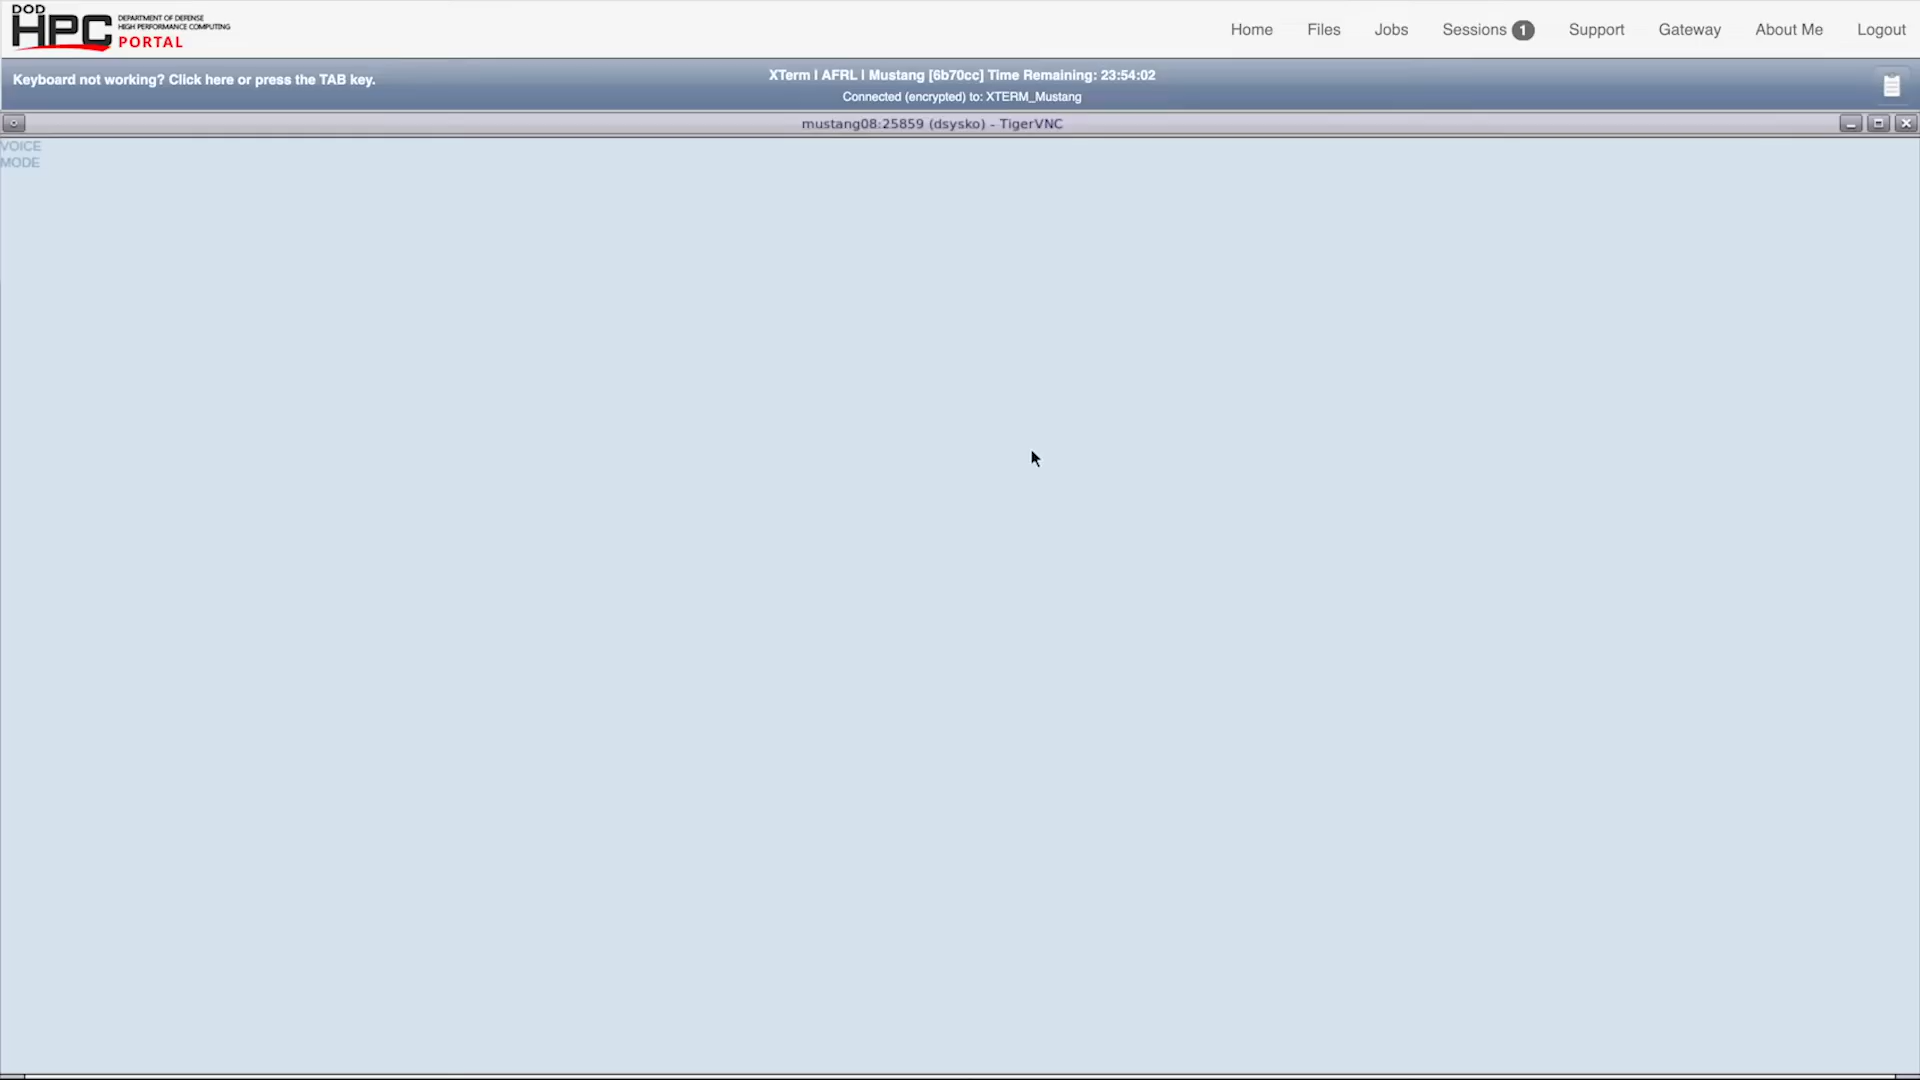 DOD
HPC
DEPARTMENT OF DEFENSE
HIGH PERFORMANCE COMPUTING
PORTAL
Home Files Jobs Sessions 1 Support Gateway About Me Logout
Keyboard not working? Click here or press the TAB key.
XTerm | AFRL | Mustang [6b70cc] Time Remaining: 23:54:02
Connected (encrypted) to: XTERM_Mustang
mustang08:25859 (dsysko) - TigerVNC
VOICE
MODE